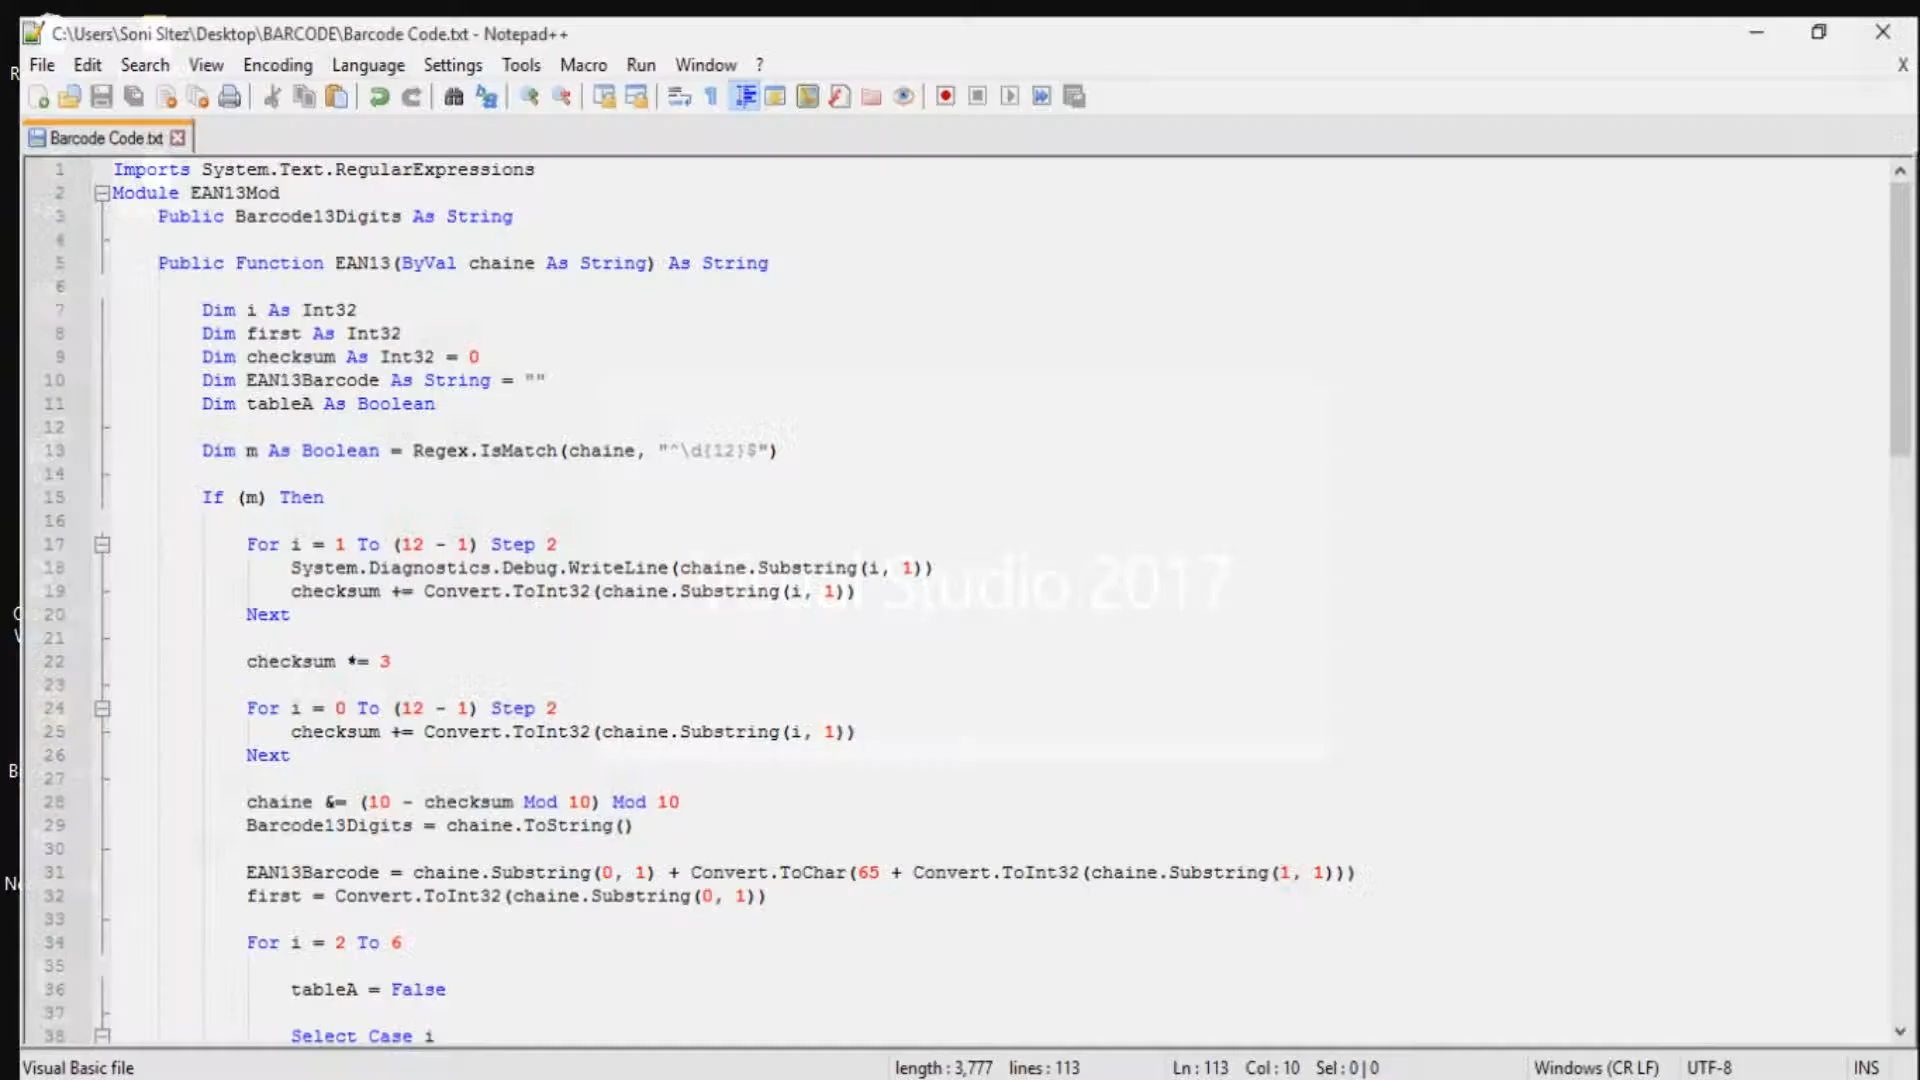 C:\Users\Soni SItez\Desktop\BARCODE\Barcode Code.txt - Notepad++
File Edit Search View Encoding Language Settings Tools Macro Run Window ? X
Barcode Code.txt
1 Imports System.Text.RegularExpressions
2 Module EAN13Mod
3 Public Barcode13Digits As String
4
5 Public Function EAN13(ByVal chaine As String) As String
6
7 Dim i As Int32
8 Dim first As Int32
9 Dim checksum As Int32 = 0
10 Dim EAN13Barcode As String = ""
11 Dim tableA As Boolean
12
13 Dim m As Boolean = Regex.IsMatch(chaine, "^\d{12}$")
14
15 If (m) Then
16
17 For i = 1 To (12 - 1) Step 2
18 System.Diagnostics.Debug.WriteLine(chaine.Substring(i, 1))
19 checksum += Convert.ToInt32(chaine.Substring(i, 1))
20 Next
21
22 checksum *= 3
23
24 For i = 0 To (12 - 1) Step 2
25 checksum += Convert.ToInt32(chaine.Substring(i, 1))
26 Next
27
28 chaine &= (10 - checksum Mod 10) Mod 10
29 Barcode13Digits = chaine.ToString()
30
31 EAN13Barcode = chaine.Substring(0, 1) + Convert.ToChar(65 + Convert.ToInt32(chaine.Substring(1, 1)))
32 first = Convert.ToInt32(chaine.Substring(0, 1))
33
34 For i = 2 To 6
35
36 tableA = False
37
38 Select Case i
Visual Studio 2017
Visual Basic file length : 3,777 lines : 113 Ln : 113 Col : 10 Sel : 0 | 0 Windows (CR LF) UTF-8 INS